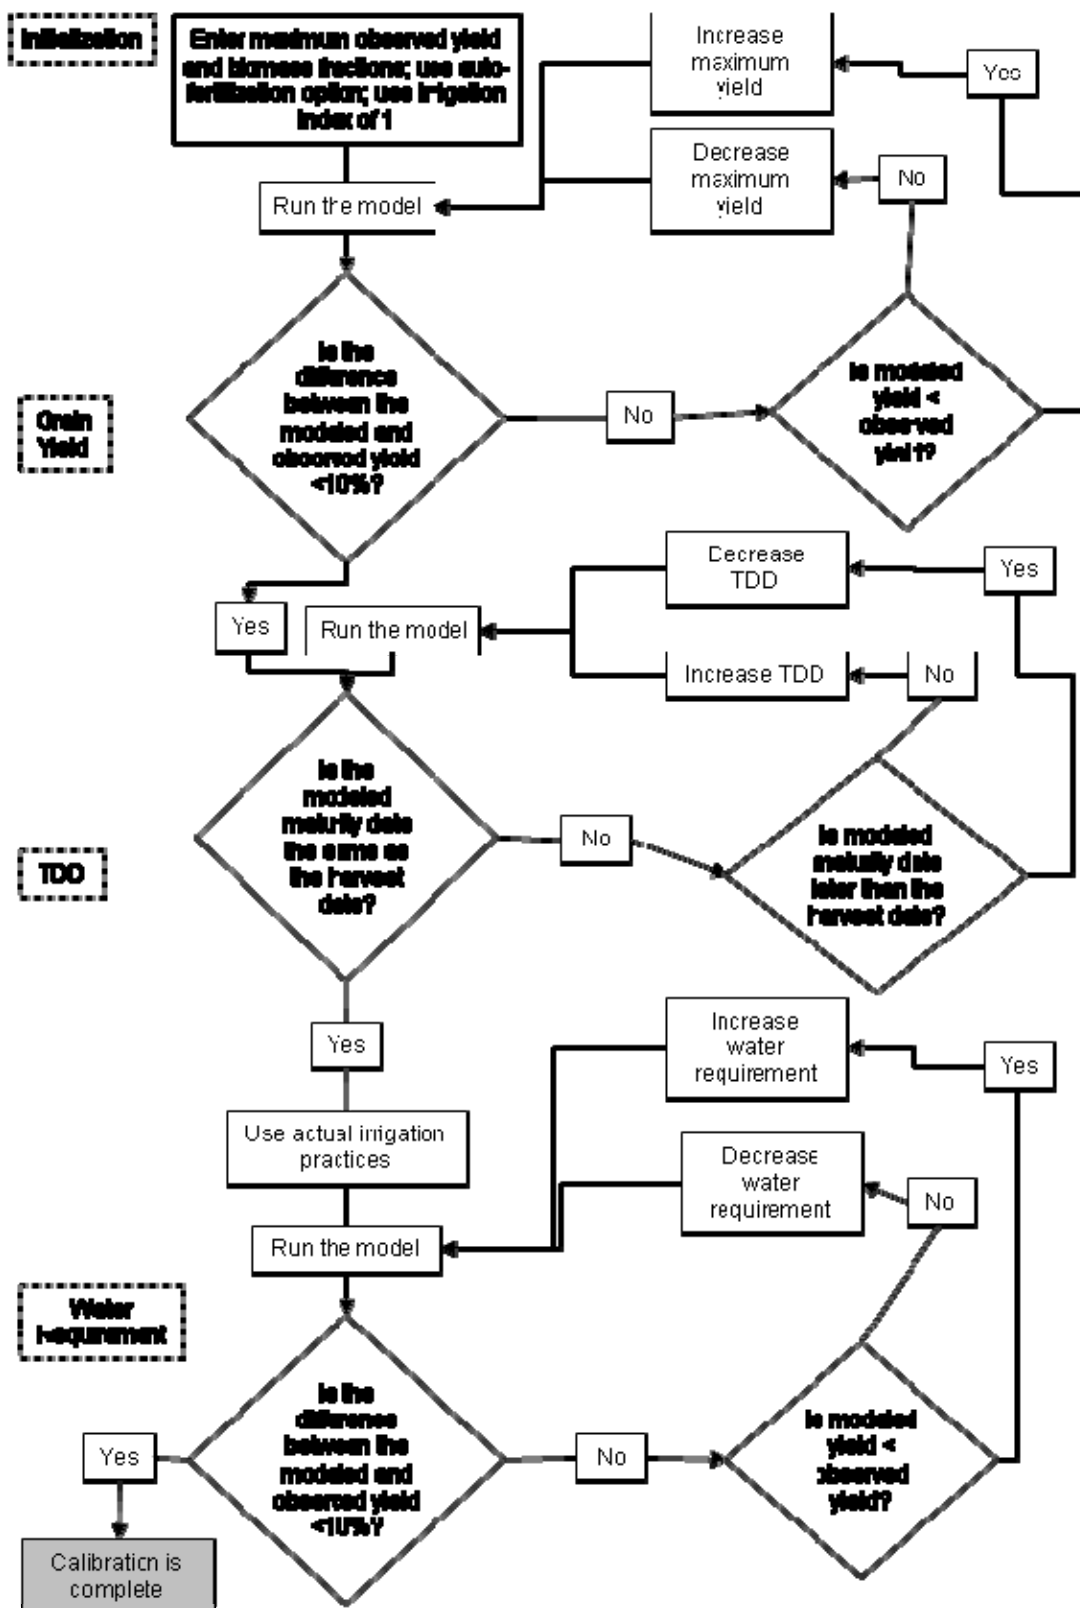 Initialization
Enter maximum observed yield
and biomass fractions; use auto-
fertilization option; use irrigation
index of 1
Increase
maximum
yield
Yes
Decrease
maximum
yield
No
Run the model
Grain
Yield
Is the
difference
between the
modeled and
observed yield
<10%?
No
Is modeled
yield <
observed
yield?
Decrease
TDD
Yes
Yes
Run the model
Increase TDD
No
TDD
Is the
modeled
maturity date
the same as
the harvest
date?
No
Is modeled
maturity date
later than the
harvest date?
Yes
Increase
water
requirement
Yes
Use actual irrigation
practices
Decrease
water
requirement
No
Run the model
Water
Requirement
Is the
difference
between the
modeled and
observed yield
<10%?
Yes
No
Is modeled
yield <
observed
yield?
Calibration is
complete